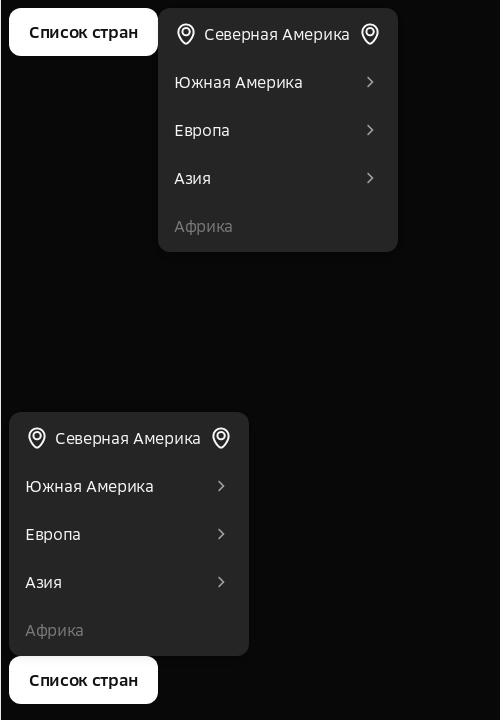 Список стран
Северная Америка
Южная Америка
Европа
Азия
Африка
Северная Америка
Южная Америка
Европа
Азия
Африка
Список стран